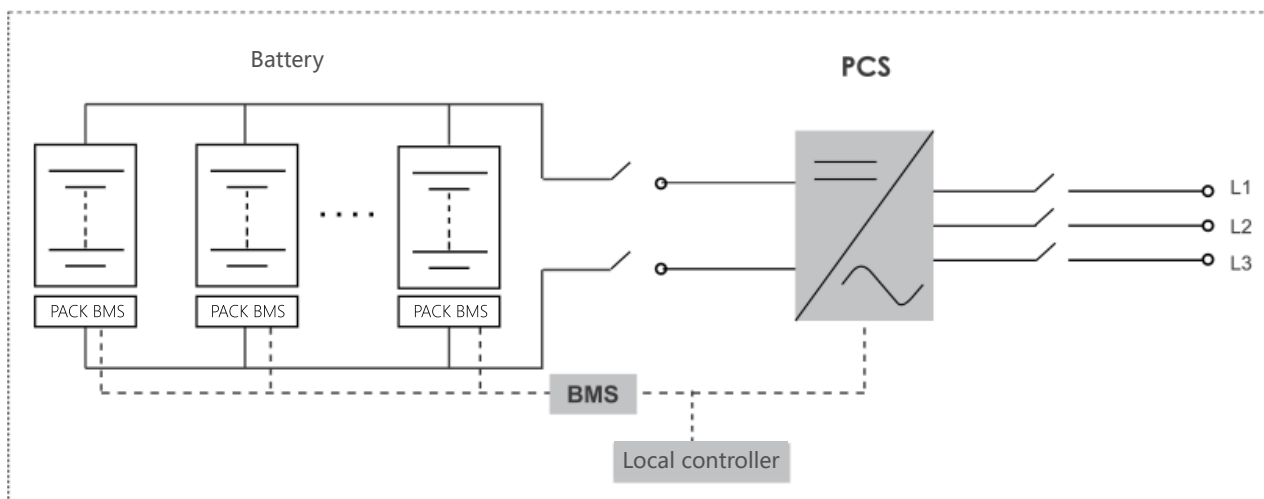 Battery
PCS
L1
L2
L3
PACK BMS
PACK BMS
PACK BMS
BMS
Local controller